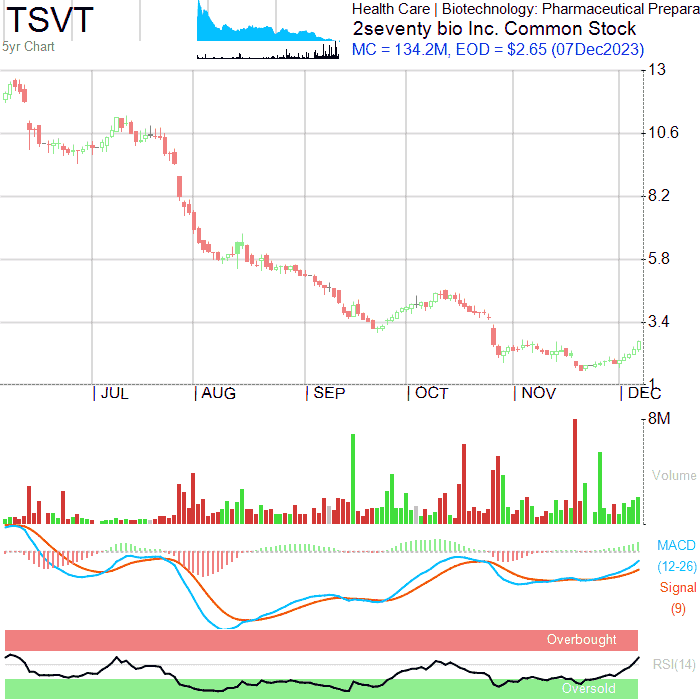 TSVT
5yr Chart
Health Care | Biotechnology: Pharmaceutical Prepara
2seventy bio Inc. Common Stock
MC = 134.2M, EOD = $2.65 (07Dec2023)
13
10.6
8.2
5.8
3.4
1
JUL
AUG
SEP
OCT
NOV
DEC
8M
Volume
MACD
(12-26)
Signal
(9)
Overbought
RSI(14)
Oversold